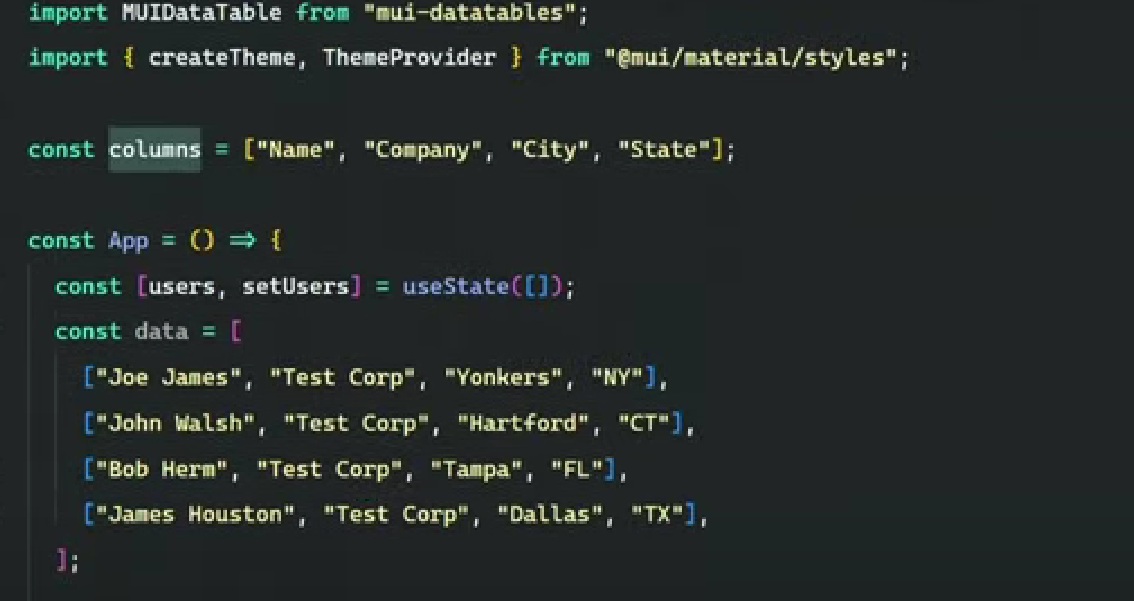 import MUIDataTable from "mui-datatables";
import { createTheme, ThemeProvider } from "@mui/material/styles";
const columns = ["Name", "Company", "City", "State"];
const App = () => {
const [users, setUsers] = useState([]);
const data = [
["Joe James", "Test Corp", "Yonkers", "NY"],
["John Walsh", "Test Corp", "Hartford", "CT"],
["Bob Herm", "Test Corp", "Tampa", "FL"],
["James Houston", "Test Corp", "Dallas", "TX"],
];